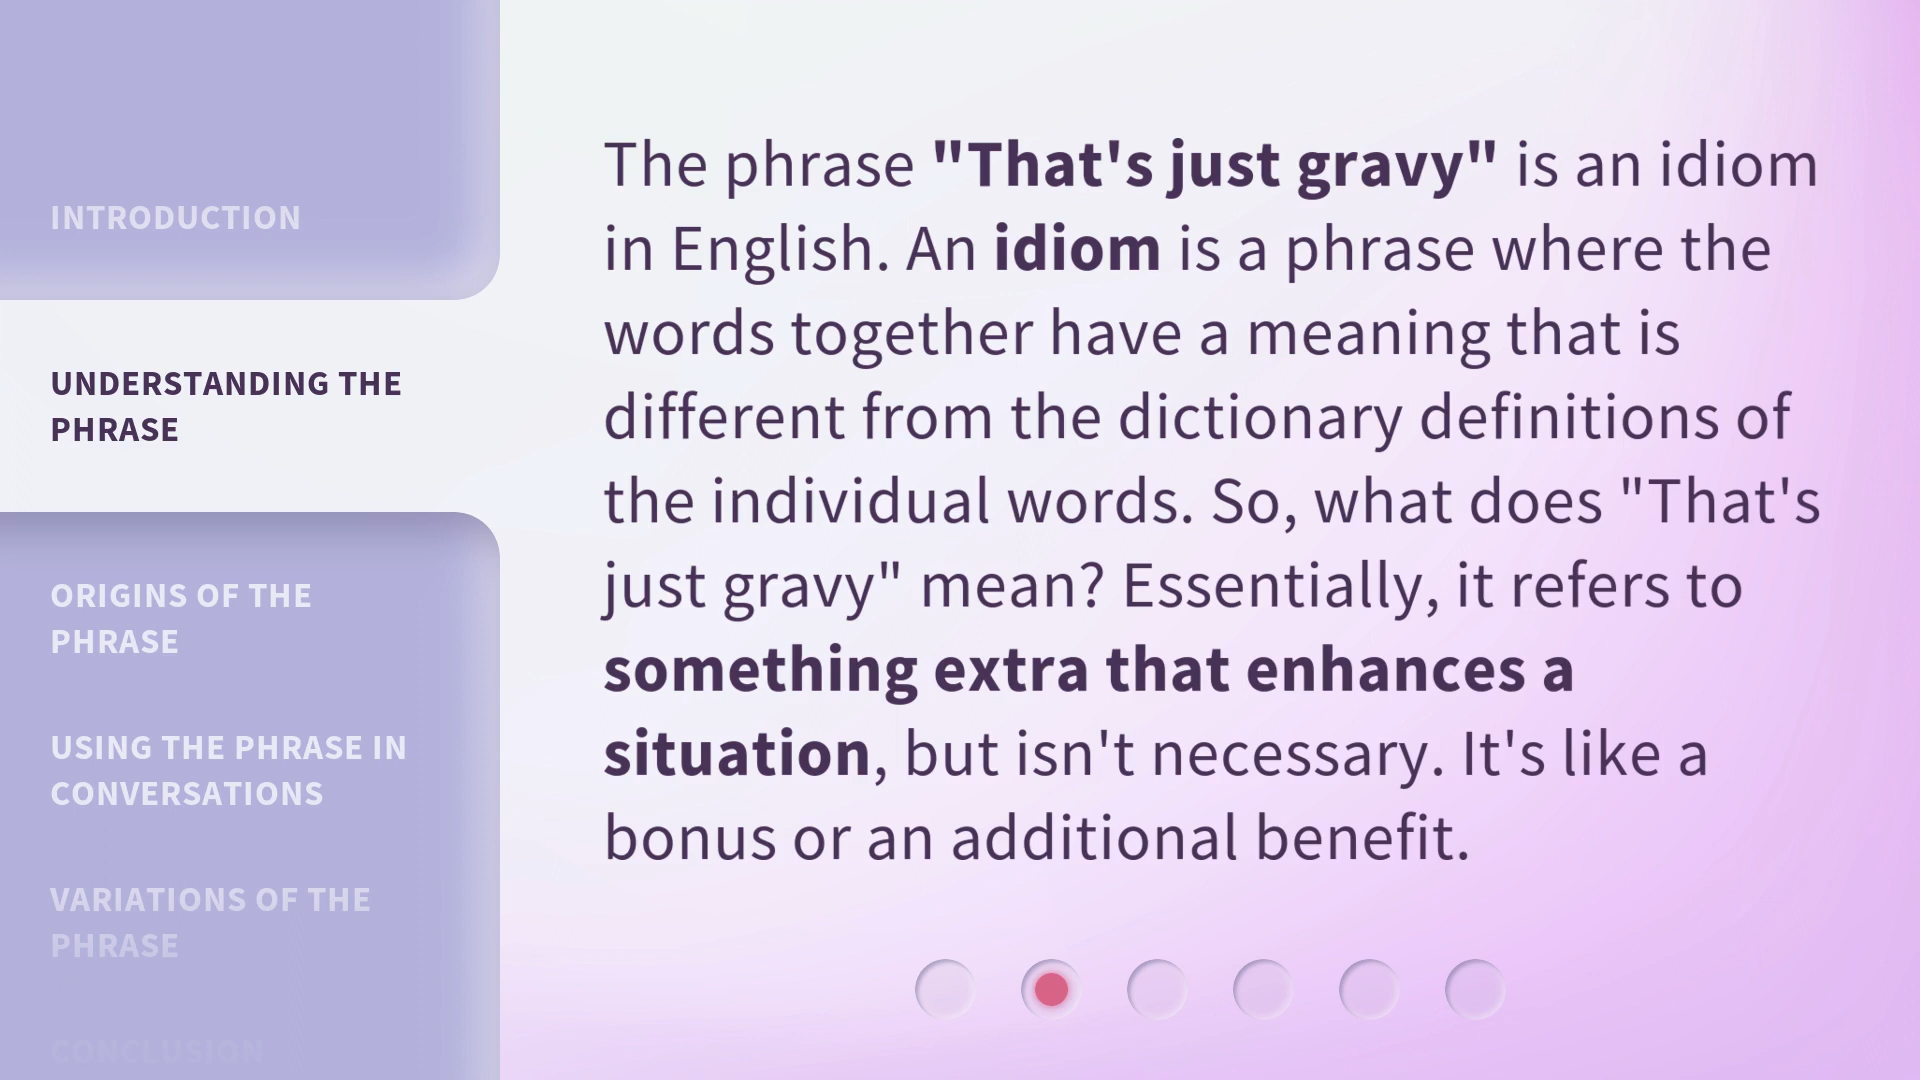 INTRODUCTION
UNDERSTANDING THE
PHRASE
ORIGINS OF THE
PHRASE
USING THE PHRASE IN
CONVERSATIONS
VARIATIONS OF THE
PHRASE
CONCLUSION
The phrase "That's just gravy" is an idiom
in English. An idiom is a phrase where the
words together have a meaning that is
different from the dictionary definitions of
the individual words. So, what does "That's
just gravy" mean? Essentially, it refers to
something extra that enhances a
situation, but isn't necessary. It's like a
bonus or an additional benefit.